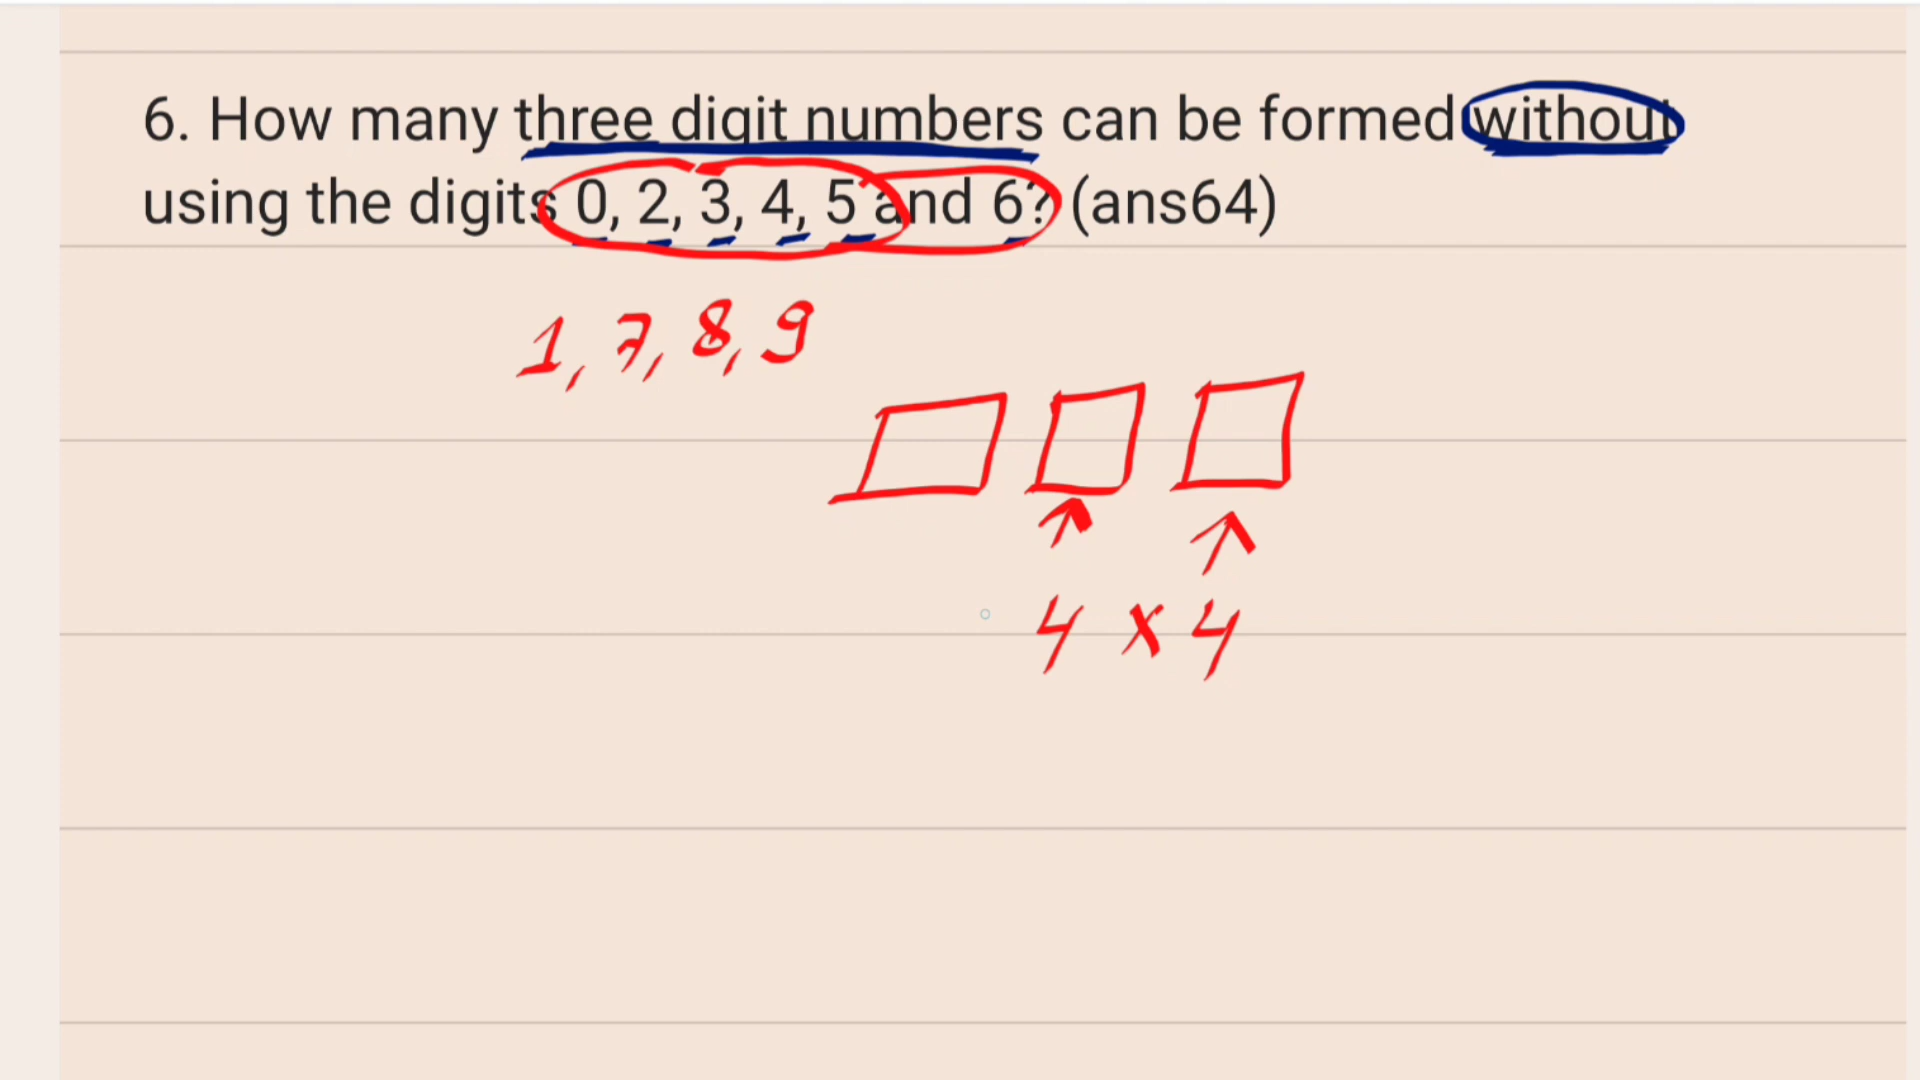 6. How many three digit numbers can be formed without
using the digits 0, 2, 3, 4, 5 and 6? (ans64)
1, 7, 8, 9
4 x 4